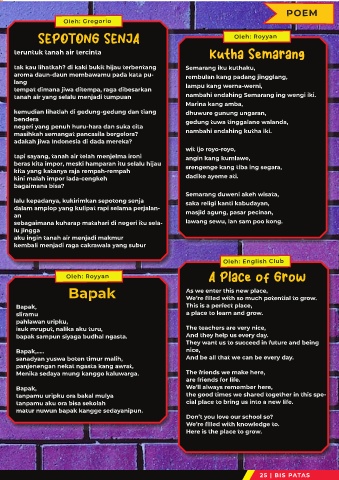 POEM
Oleh: Gregorio
SEPOTONG SENJA
teruntuk tanah air tercinta
tak kau lihatkah? di kaki bukit hijau terbentang
aroma daun-daun membawamu pada kata pu-
lang
tempat dimana jiwa ditempa, raga dibesarkan
tanah air yang selalu menjadi tumpuan
kemudian lihatlah di gedung-gedung dan tiang
bendera
negeri yang penuh huru-hara dan suka cita
masihkah semangat pancasila bergelora?
adakah jiwa Indonesia di dada mereka?
tapi sayang, tanah air telah menjelma ironi
beras kita impor, meski hamparan itu selalu hijau
kita yang katanya raja rempah-rempah
kini malah impor lada-cengkeh
bagaimana bisa?
lalu kepadanya, kukirimkan sepotong senja
dalam amplop yang kulipat rapi selama perjalan-
an
sebagaimana kuharap matahari di negeri itu sela-
lu jingga
aku ingin tanah air menjadi makmur
kembali menjadi raga cakrawala yang subur
Oleh: Royyan
Kutha Semarang
Semarang iku kuthaku,
rembulan kang padang jingglang,
lampu kang werna-werni,
nambahi endahing Semarang ing wengi iki.
Marina kang amba,
dhuwure gunung ungaran,
gedung tuwa tinggalane walanda,
nambahi endahing kutha iki.
wit ijo royo-royo,
angin kang kumlawe,
srengenge kang tiba ing segara,
dadike ayeme ati.
Semarang duweni akeh wisata,
saka religi kanti kabudayan,
masjid agung, pasar pecinan,
lawang sewu, lan sam poo kong.
Oleh: Royyan
Bapak
Bapak,
sliramu
pahlawan uripku,
isuk mruput, nalika aku turu,
bapak sampun siyaga budhal ngasta.
Bapak,.....
sanadyan yuswa boten timur malih,
panjenengan nekat ngasta kang awrat,
Menika sedaya mung kanggo kaluwarga.
Bapak,
tanpamu uripku ora bakal mulya
tanpamu aku ora bisa sekolah
matur nuwun bapak kangge sedayanipun.
Oleh: English Club
A Place of Grow
As we enter this new place,
We're filled with so much potential to grow.
This is a perfect place,
a place to learn and grow.
The teachers are very nice,
And they help us every day.
They want us to succeed in future and being
nice,
And be all that we can be every day.
The friends we make here,
are friends for life.
We'll always remember here,
the good times we shared together in this spe-
cial place to bring us into a new life.
Don't you love our school so?
We're filled with knowledge to.
Here is the place to grow.
25 | BIS PATAS